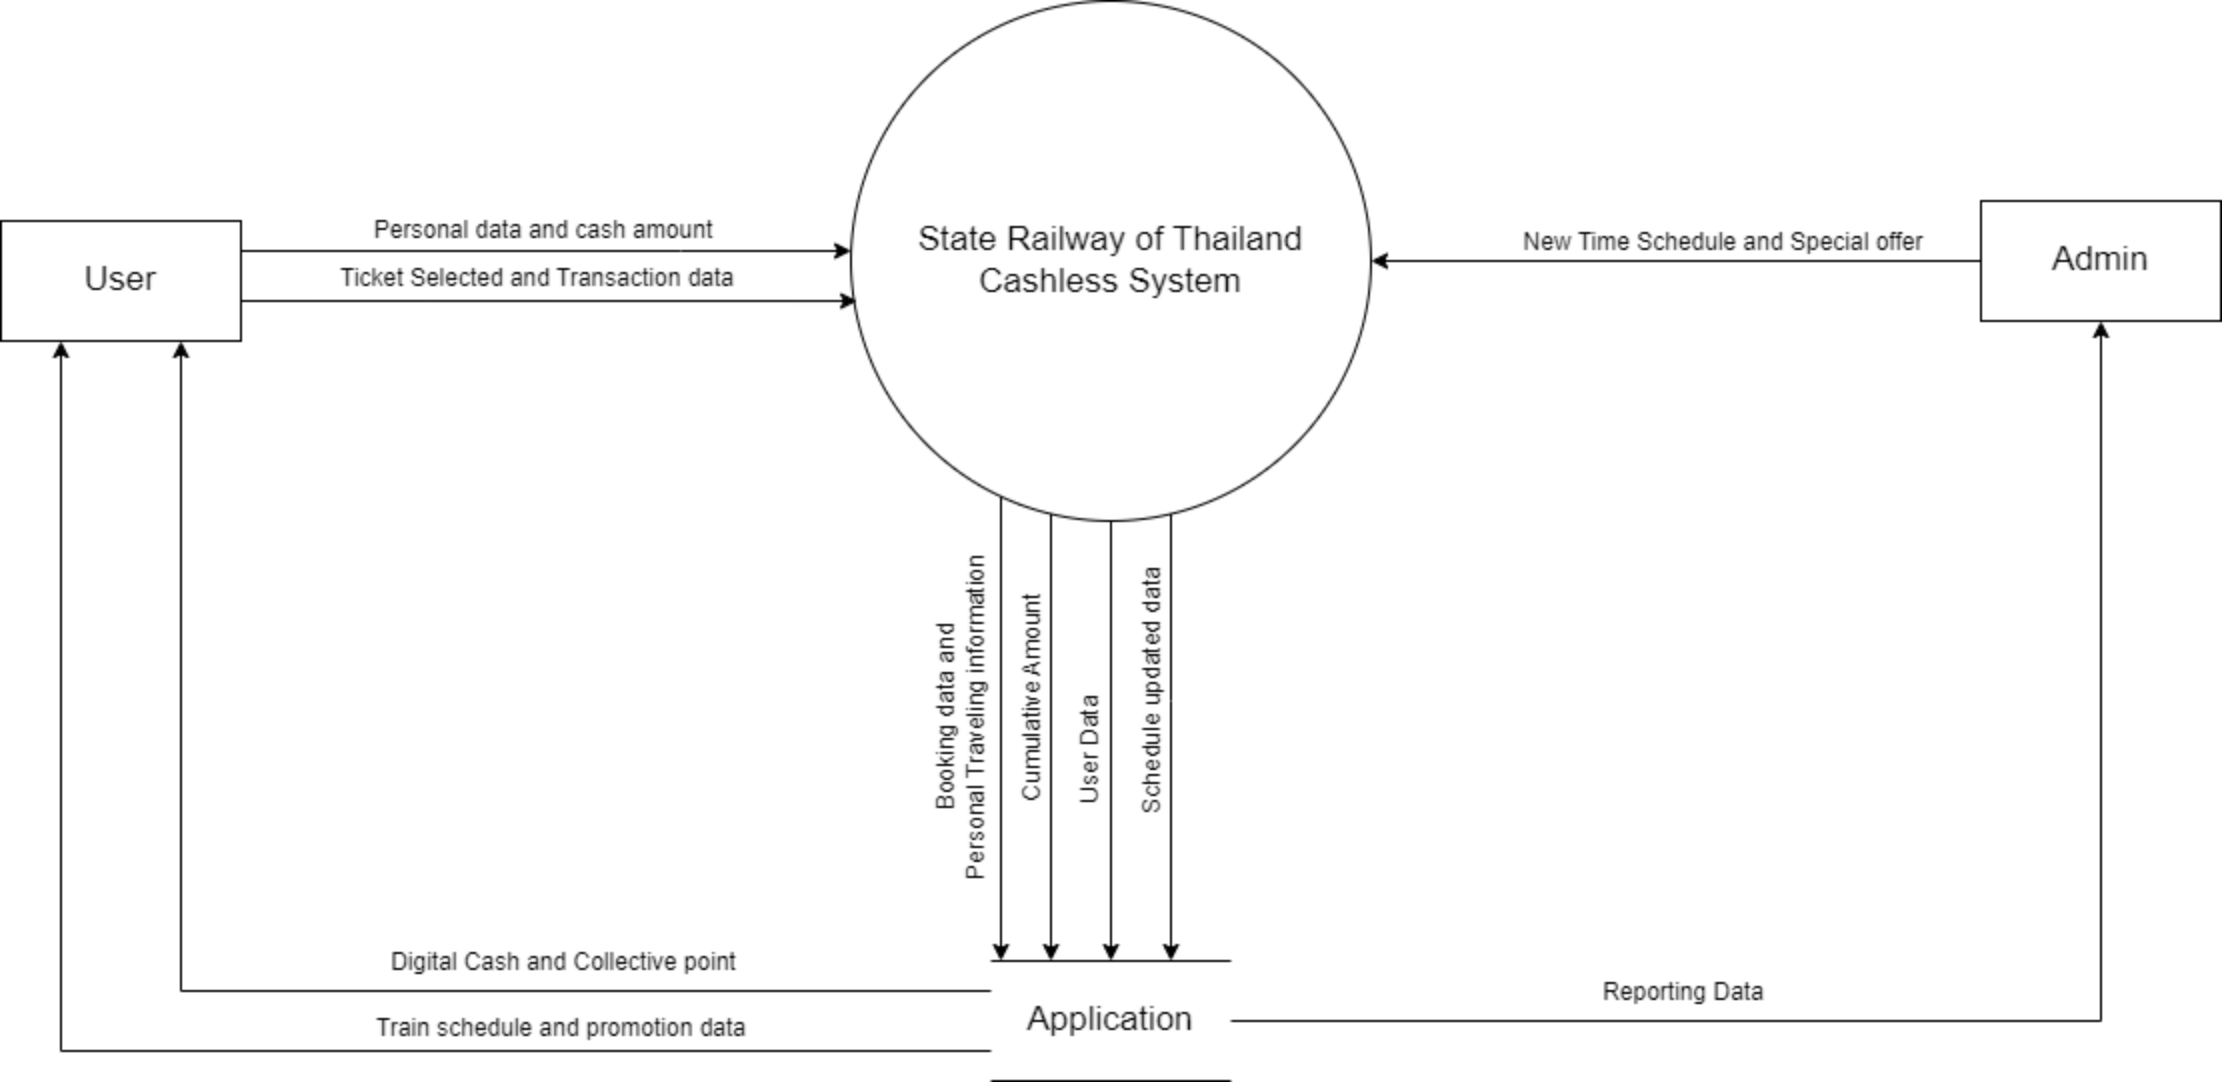 Personal data and cash amount
Ticket Selected and Transaction data
User
State Railway of Thailand
Cashless System
New Time Schedule and Special offer
Admin
Booking data and
Personal Traveling information
Cumulative Amount
User Data
Schedule updated data
Digital Cash and Collective point
Train schedule and promotion data
Application
Reporting Data